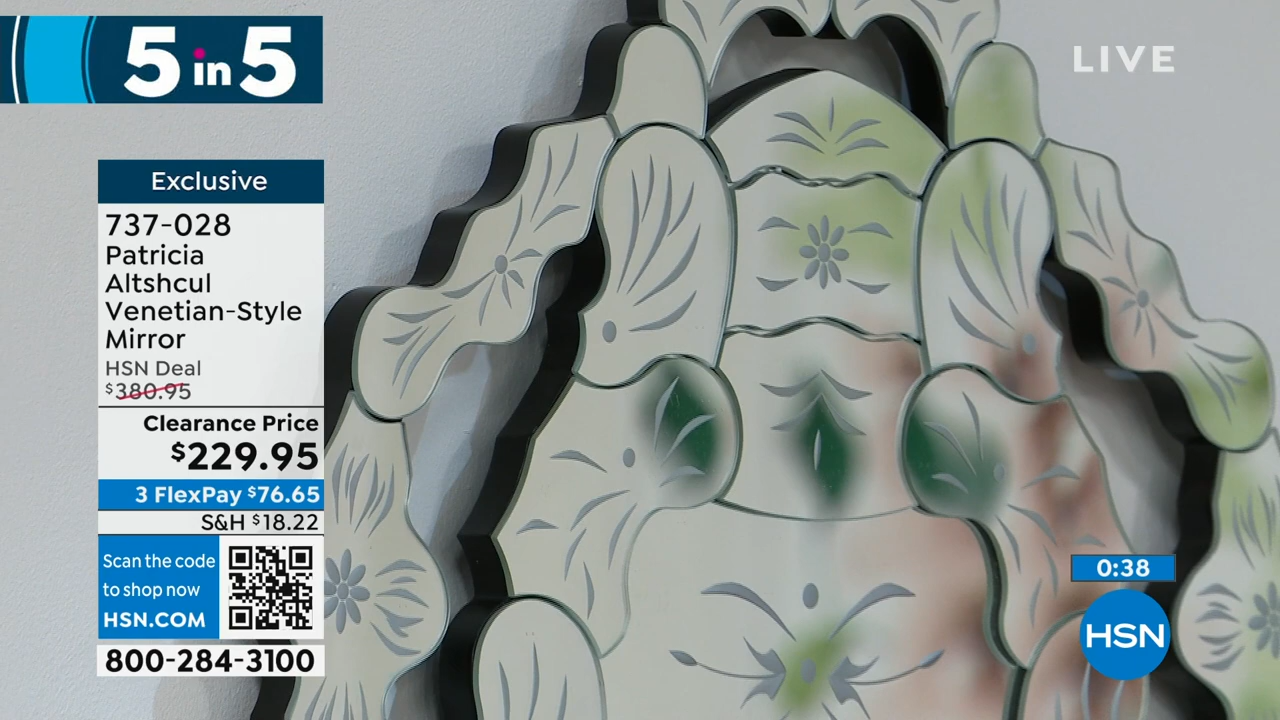 5 in 5
LIVE
Exclusive
737-028
Patricia
Altshcul
Venetian-Style
Mirror
HSN Deal
$380.95
Clearance Price
$229.95
3 FlexPay $76.65
S&H $18.22
Scan the code
to shop now
HSN.COM
800-284-3100
0:38
HSN